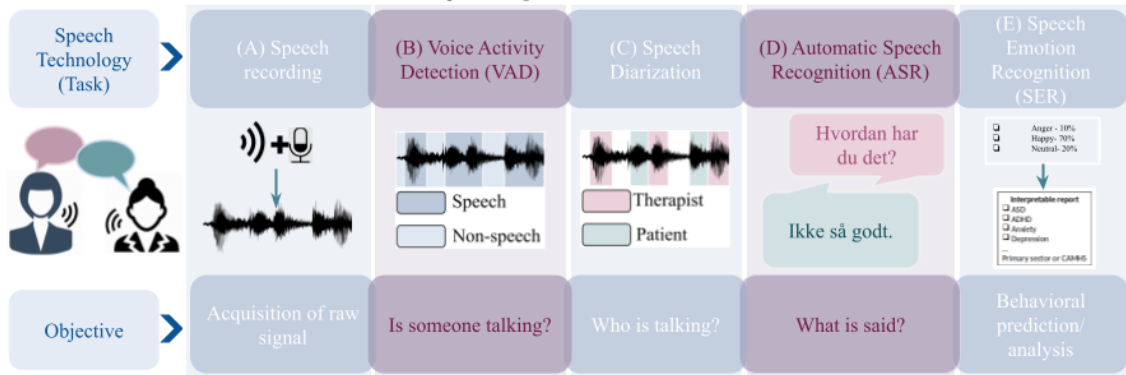 Speech
Technology
(Task)
(A) Speech
recording
(B) Voice Activity
Detection (VAD)
(C) Speech
Diarization
(D) Automatic Speech
Recognition (ASR)
(E) Speech
Emotion
Recognition
(SER)
Speech
Non-speech
Therapist
Patient
Hvordan har
du det?
Ikke så godt.
Anger - 10%
Happy- 70%
Neutral- 20%
Interpretable report
ASD
ADHD
Anxiety
Depression
...
Primary sector or CAMHS
Objective
Acquisition of raw
signal
Is someone talking?
Who is talking?
What is said?
Behavioral
prediction/
analysis